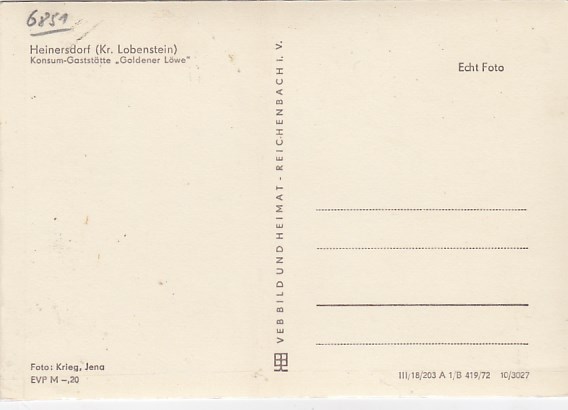 6851
Heinersdorf (Kr. Lobenstein)
Konsum-Gaststätte „Goldener Löwe"
Echt Foto
VEB BILD UND HEIMAT - REICHENBACH I. V.
Foto: Krieg, Jena
EVP M -,20
III/18/203 A 1/B 419/72 10/3027